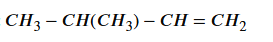 CH₃ – CH(CH₃) – CH = CH₂